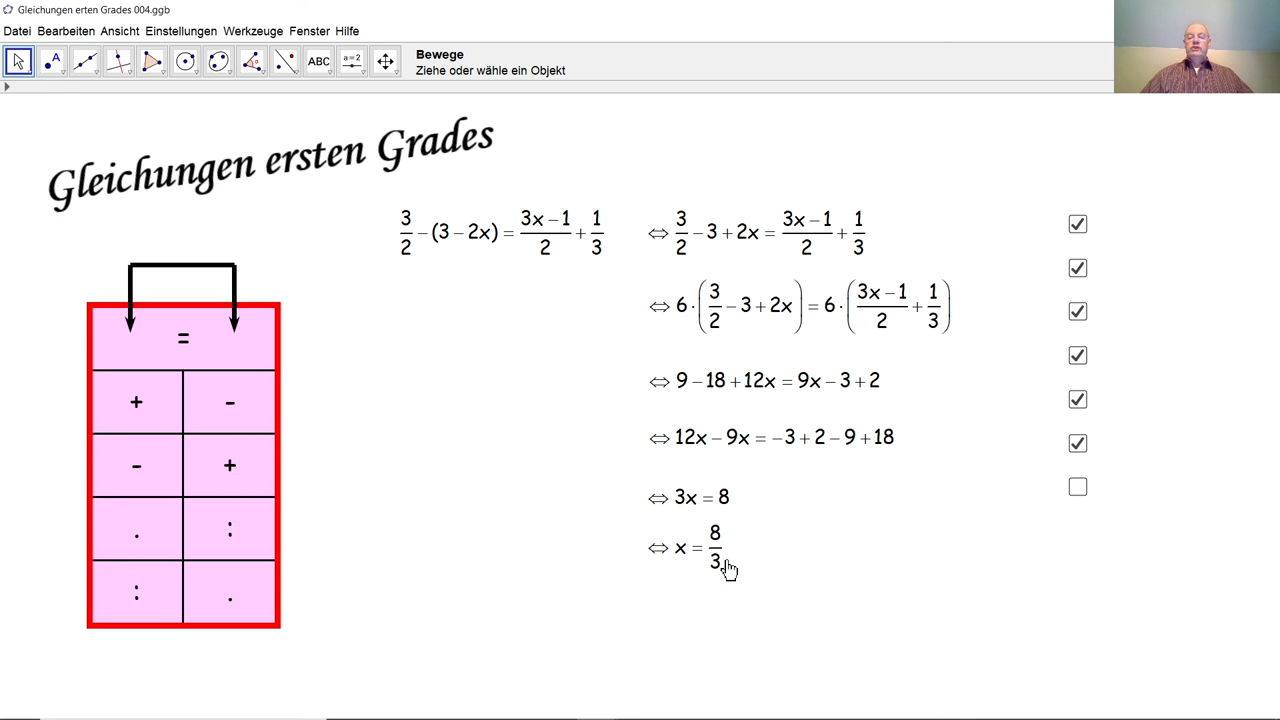 Gleichungen erten Grades 004.ggb
Datei Bearbeiten Ansicht Einstellungen Werkzeuge Fenster Hilfe
A ABC a=2 Bewege
Ziehe oder wähle ein Objekt
Gleichungen ersten Grades
3/2 − (3 − 2x) = (3x − 1)/2 + 1/3 ⇔ 3/2 − 3 + 2x = (3x − 1)/2 + 1/3
⇔ 6 · (3/2 − 3 + 2x) = 6 · ((3x − 1)/2 + 1/3)
⇔ 9 − 18 + 12x = 9x − 3 + 2
⇔ 12x − 9x = −3 + 2 − 9 + 18
⇔ 3x = 8
⇔ x = 8/3
=
+ -
- +
. :
: .